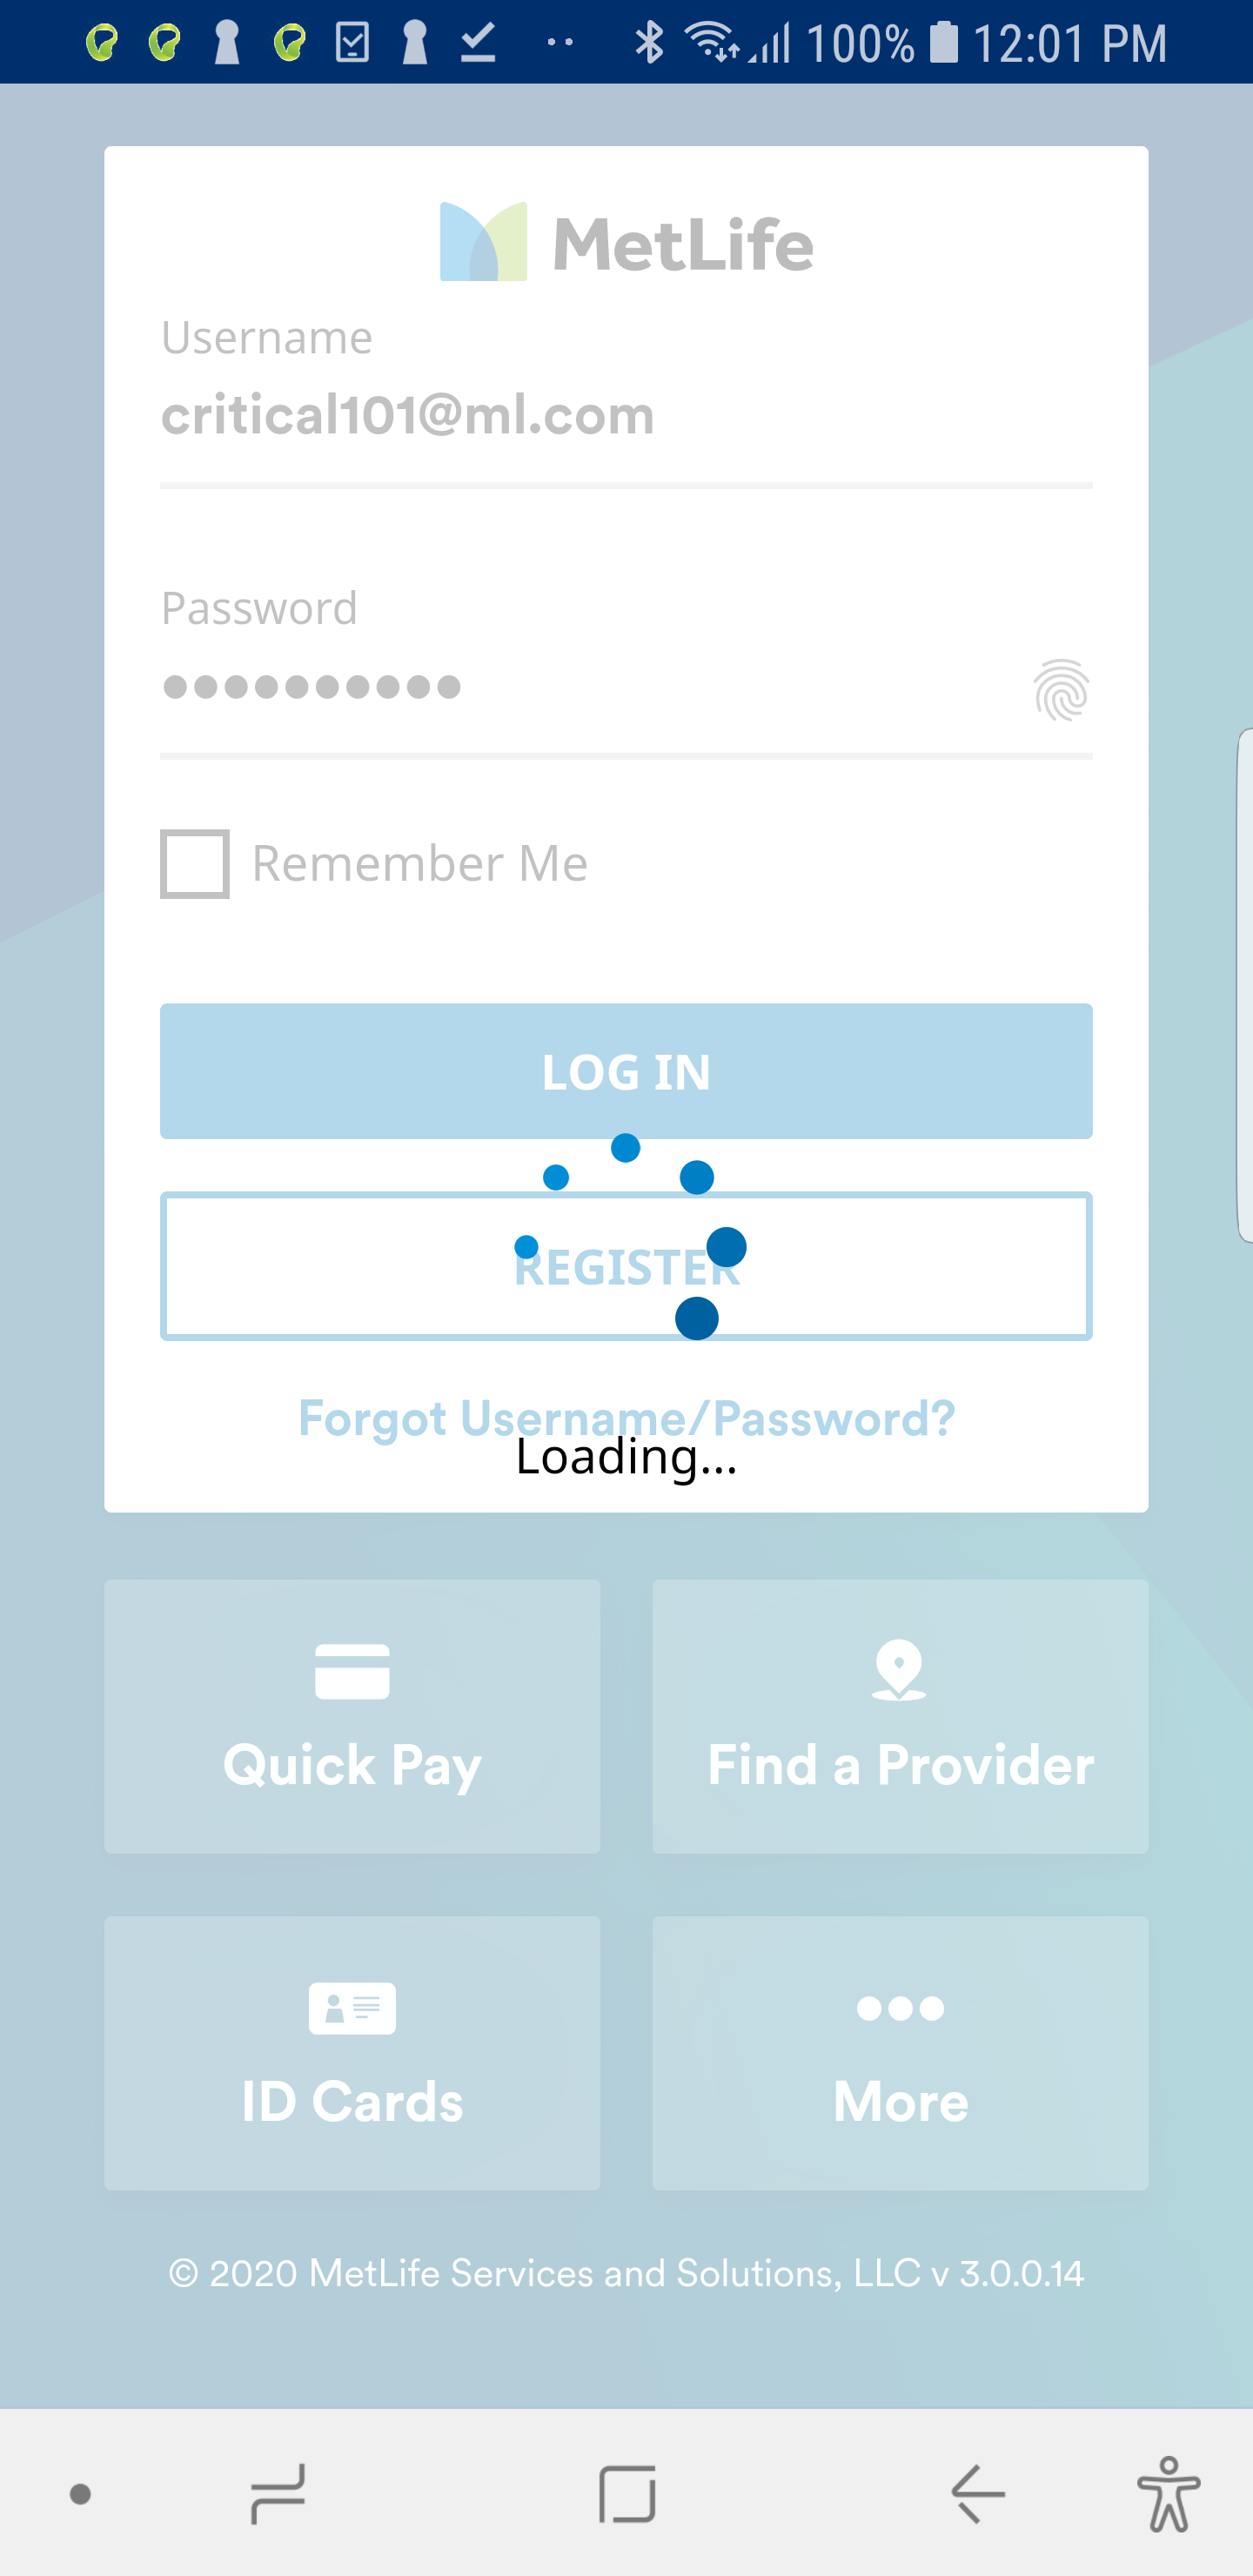 100% 12:01 PM
MetLife
Username
critical101@ml.com
Password
Remember Me
LOG IN
REGISTER
Forgot Username/Password?
Loading...
Quick Pay
Find a Provider
ID Cards
More
© 2020 MetLife Services and Solutions, LLC v 3.0.0.14